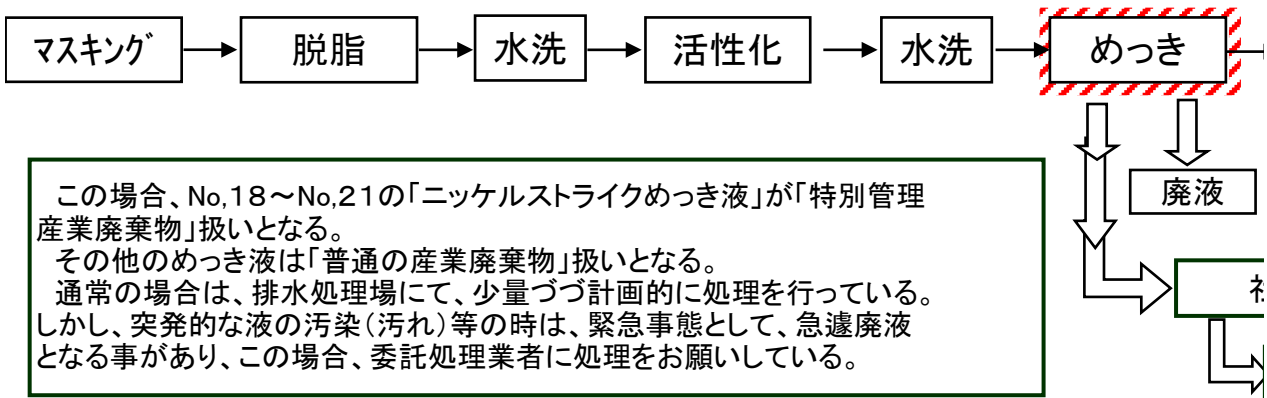 マスキング
脱脂
水洗
活性化
水洗
めっき
廃液
この場合、No,18～No,21の「ニッケルストライクめっき液」が「特別管理
産業廃棄物」扱いとなる。
その他のめっき液は「普通の産業廃棄物」扱いとなる。
通常の場合は、排水処理場にて、少量づづ計画的に処理を行っている。
しかし、突発的な液の汚染（汚れ）等の時は、緊急事態として、急遽廃液
となる事があり、この場合、委託処理業者に処理をお願いしている。